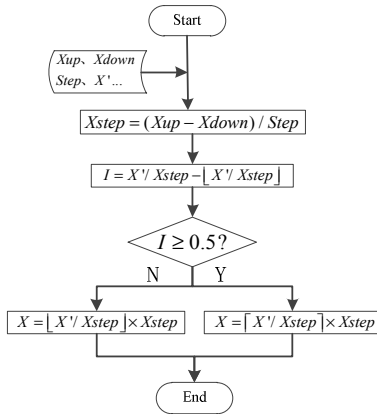 Start
Xup、Xdown
Step、X'...
Xstep = (Xup − Xdown) / Step
I = X'/ Xstep − ⌊X'/ Xstep⌋
I ≥ 0.5?
N Y
X = ⌊X'/ Xstep⌋ × Xstep
X = ⌈X'/ Xstep⌉ × Xstep
End